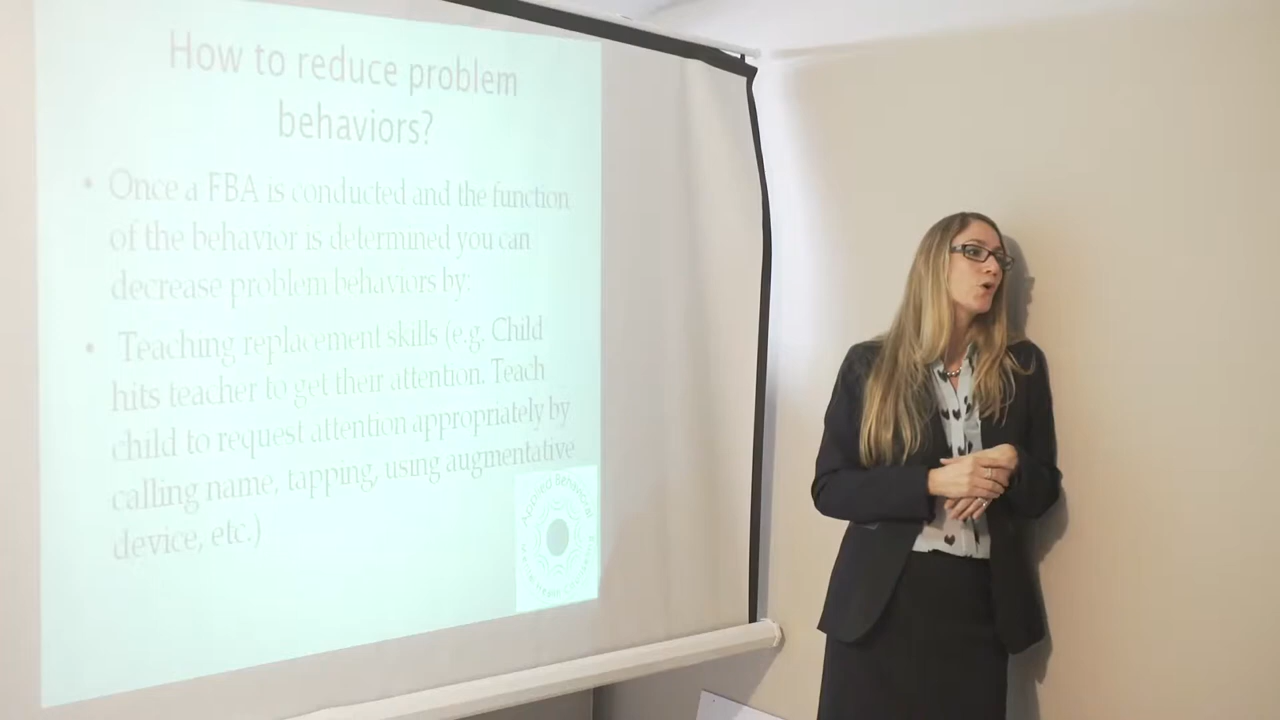 How to reduce problem
behaviors?
• Once a FBA is conducted and the function
of the behavior is determined you can
decrease problem behaviors by:
• Teaching replacement skills (e.g. Child
hits teacher to get their attention. Teach
child to request attention appropriately by
calling name, tapping, using augmentative
device, etc.)
Applied Behavioral